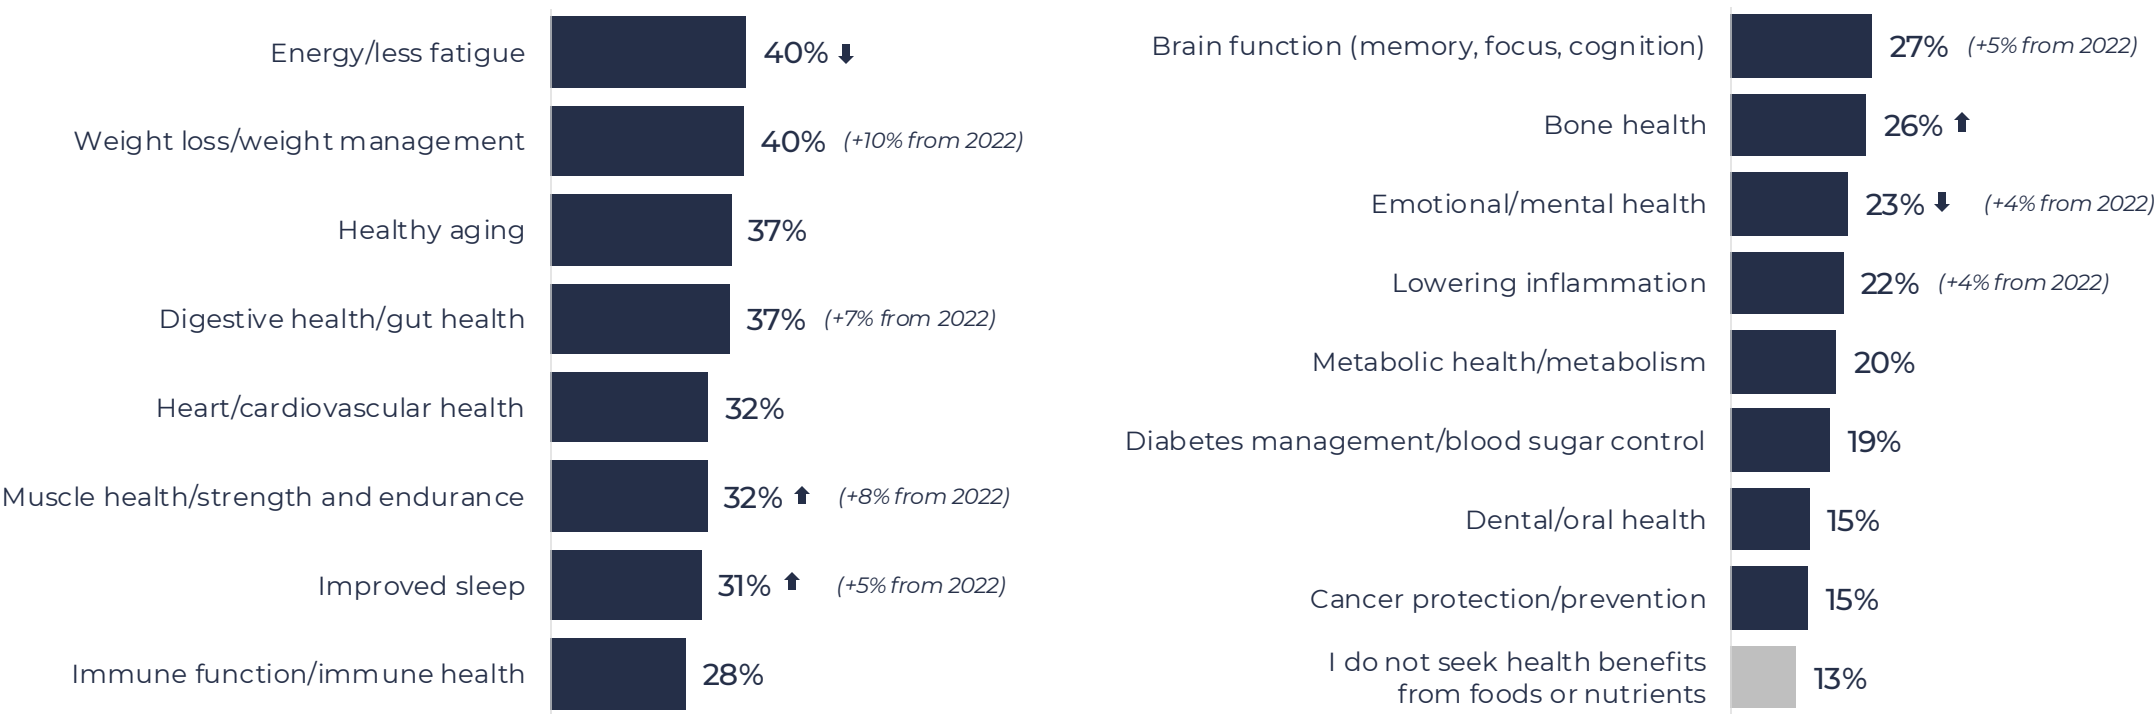 Energy/less fatigue 40%
Weight loss/weight management 40% (+10% from 2022)
Healthy aging 37%
Digestive health/gut health 37% (+7% from 2022)
Heart/cardiovascular health 32%
Muscle health/strength and endurance 32% (+8% from 2022)
Improved sleep 31% (+5% from 2022)
Immune function/immune health 28%
Brain function (memory, focus, cognition) 27% (+5% from 2022)
Bone health 26%
Emotional/mental health 23% (+4% from 2022)
Lowering inflammation 22% (+4% from 2022)
Metabolic health/metabolism 20%
Diabetes management/blood sugar control 19%
Dental/oral health 15%
Cancer protection/prevention 15%
I do not seek health benefits
from foods or nutrients 13%